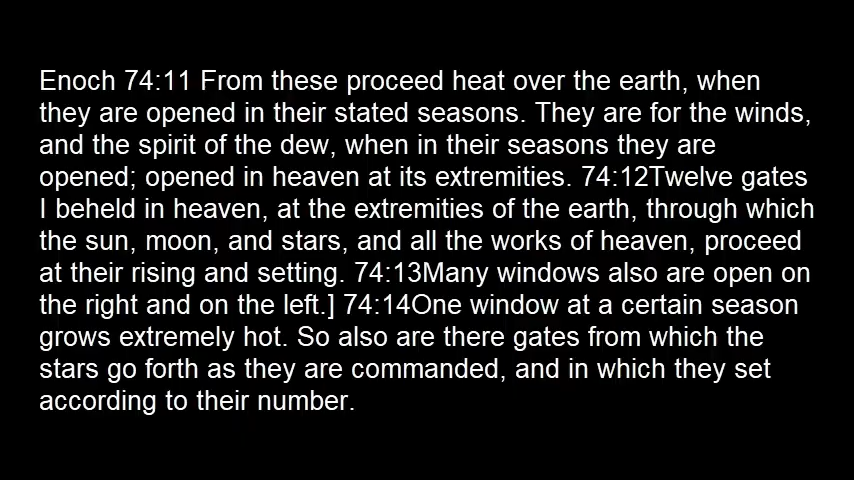 Enoch 74:11 From these proceed heat over the earth, when
they are opened in their stated seasons. They are for the winds,
and the spirit of the dew, when in their seasons they are
opened; opened in heaven at its extremities. 74:12Twelve gates
I beheld in heaven, at the extremities of the earth, through which
the sun, moon, and stars, and all the works of heaven, proceed
at their rising and setting. 74:13Many windows also are open on
the right and on the left.] 74:14One window at a certain season
grows extremely hot. So also are there gates from which the
stars go forth as they are commanded, and in which they set
according to their number.